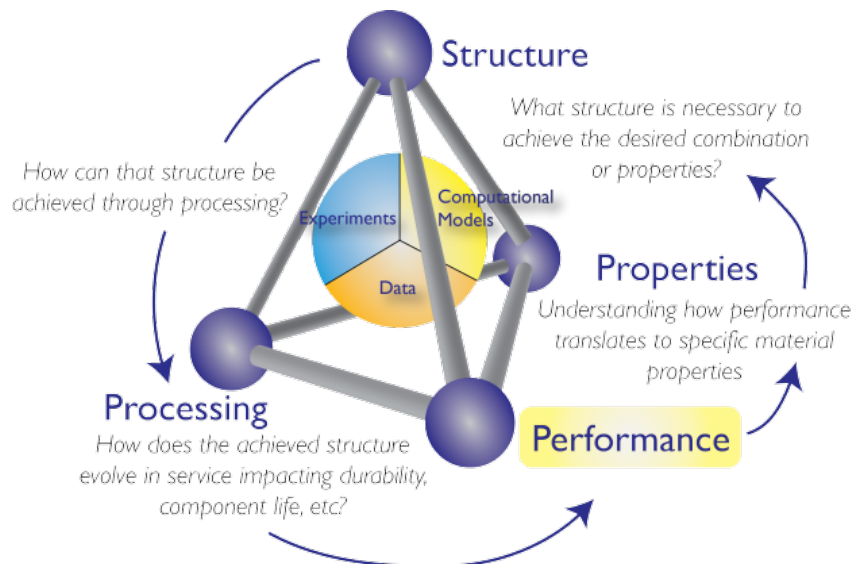 Structure
What structure is necessary to
achieve the desired combination
or properties?
How can that structure be
achieved through processing?
Experiments
Computational
Models
Data
Properties
Understanding how performance
translates to specific material
properties
Processing
How does the achieved structure
evolve in service impacting durability,
component life, etc?
Performance